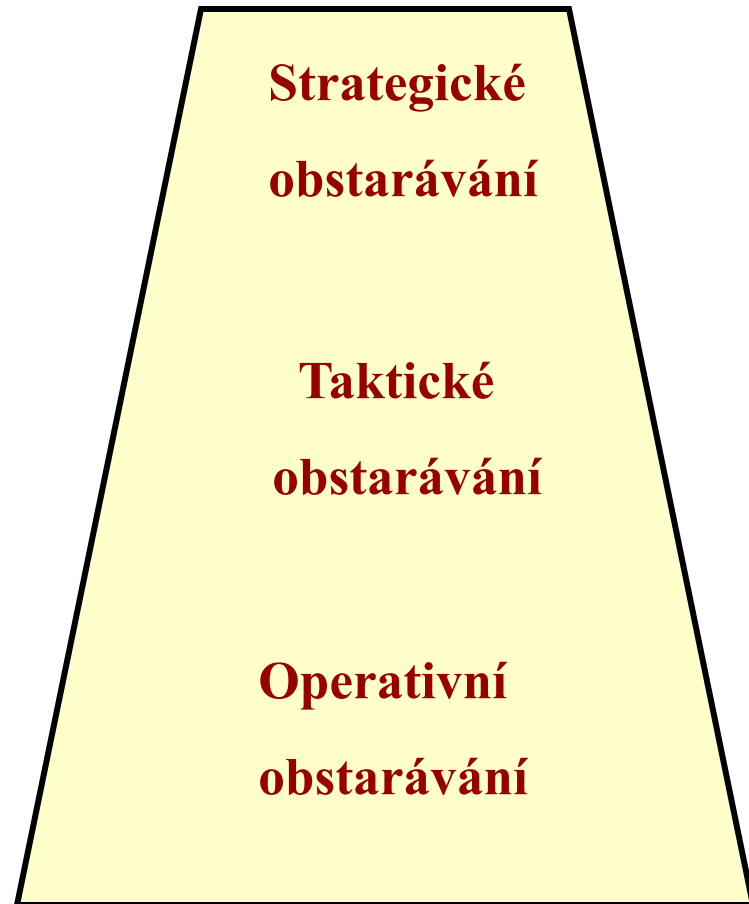 Strategické
obstarávání
Taktické
obstarávání
Operativní
obstarávání